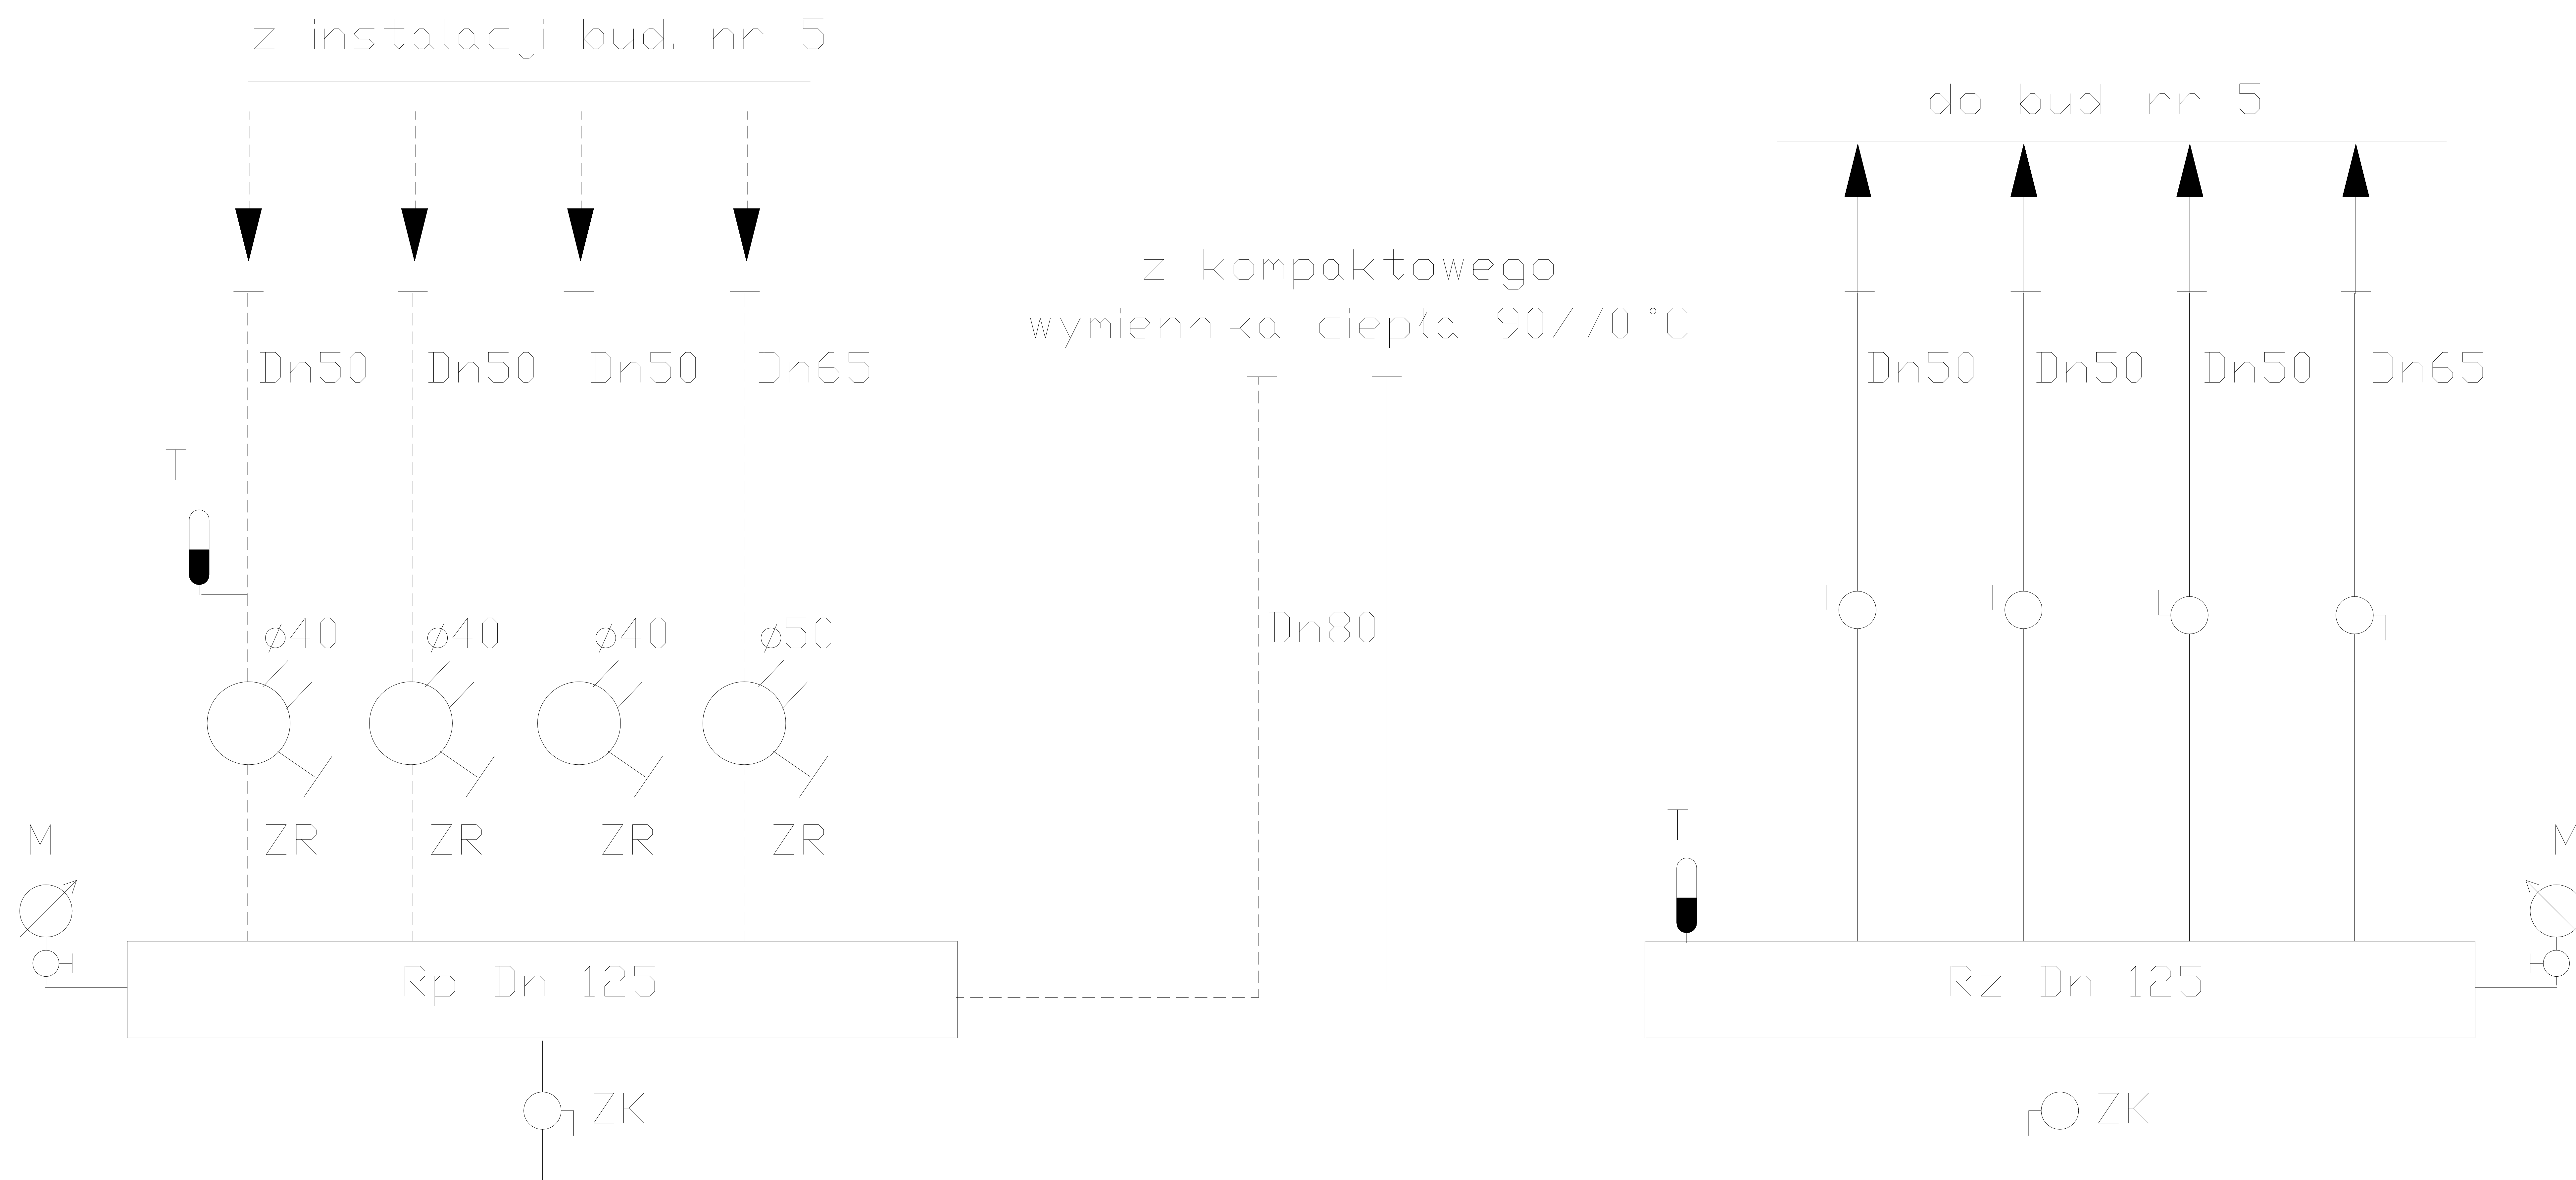 z instalacji bud. nr 5
do bud. nr 5
z kompaktowego
wymiennika ciepła 90/70°C
Dn50 Dn50 Dn50 Dn65
Dn50 Dn50 Dn50 Dn65
T
ø40 ø40 ø40 ø50
Dn80
T
M
ZR ZR ZR ZR
M
Rp Dn 125
Rz Dn 125
ZK
ZK